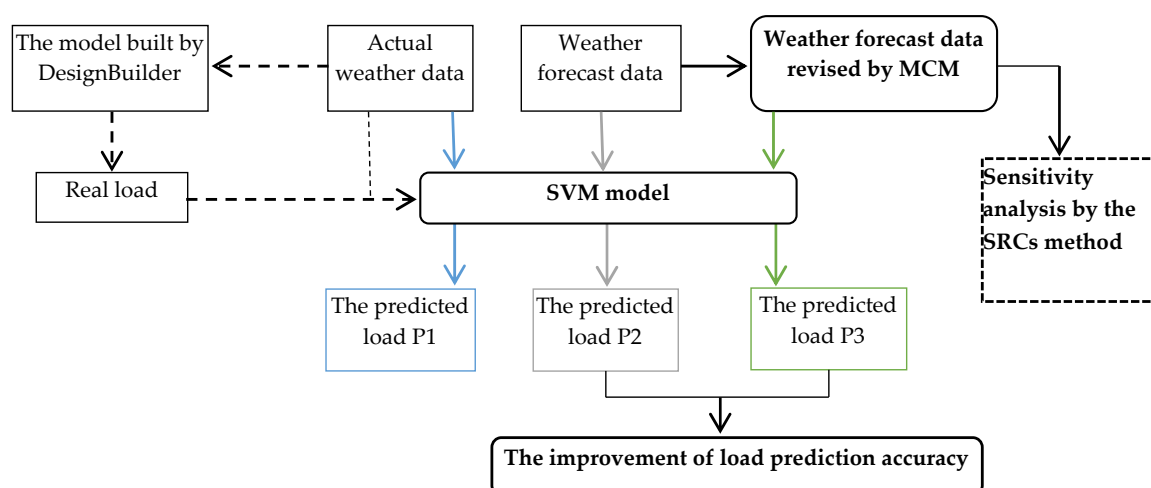 The model built by
DesignBuilder
Actual
weather data
Weather
forecast data
Weather forecast data
revised by MCM
Real load
SVM model
Sensitivity
analysis by the
SRCs method
The predicted
load P1
The predicted
load P2
The predicted
load P3
The improvement of load prediction accuracy